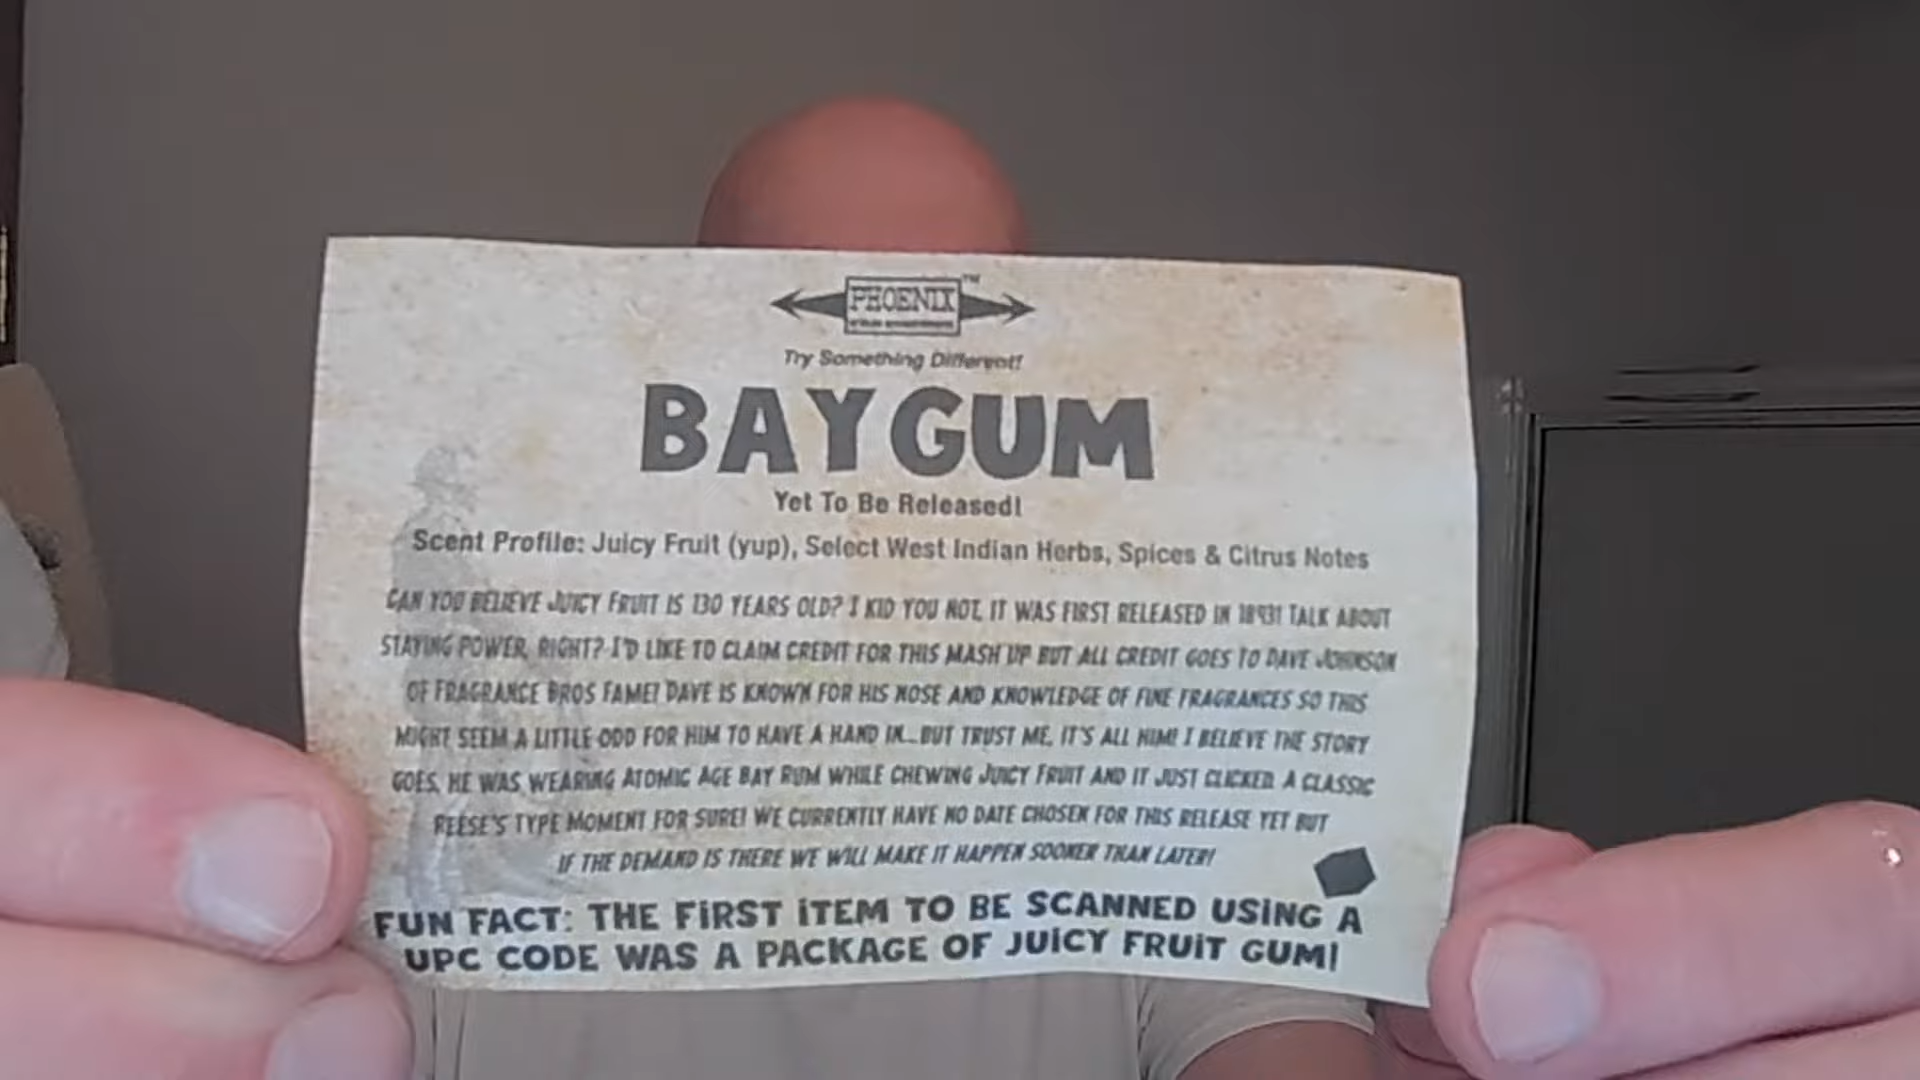 PHOENIX
TM
Try Something Different!
BAY GUM
Yet To Be Released!
Scent Profile: Juicy Fruit (yup), Select West Indian Herbs, Spices & Citrus Notes
CAN YOU BELIEVE JUICY FRUIT IS 130 YEARS OLD? I KID YOU NOT, IT WAS FIRST RELEASED IN 1893! TALK ABOUT
STAYING POWER, RIGHT? I'D LIKE TO CLAIM CREDIT FOR THIS MASH UP BUT ALL CREDIT GOES TO DAVE JOHNSON
OF FRAGRANCE BROS FAME! DAVE IS KNOWN FOR HIS NOSE AND KNOWLEDGE OF FINE FRAGRANCES SO THIS
MIGHT SEEM A LITTLE ODD FOR HIM TO HAVE A HAND IN...BUT TRUST ME, IT'S ALL HIM! I BELIEVE THE STORY
GOES, HE WAS WEARING ATOMIC AGE BAY RUM WHILE CHEWING JUICY FRUIT AND IT JUST CLICKED. A CLASSIC
REESE'S TYPE MOMENT FOR SURE! WE CURRENTLY HAVE NO DATE CHOSEN FOR THIS RELEASE YET BUT
IF THE DEMAND IS THERE WE WILL MAKE IT HAPPEN SOONER THAN LATER!
FUN FACT: THE FIRST ITEM TO BE SCANNED USING A
UPC CODE WAS A PACKAGE OF JUICY FRUIT GUM!